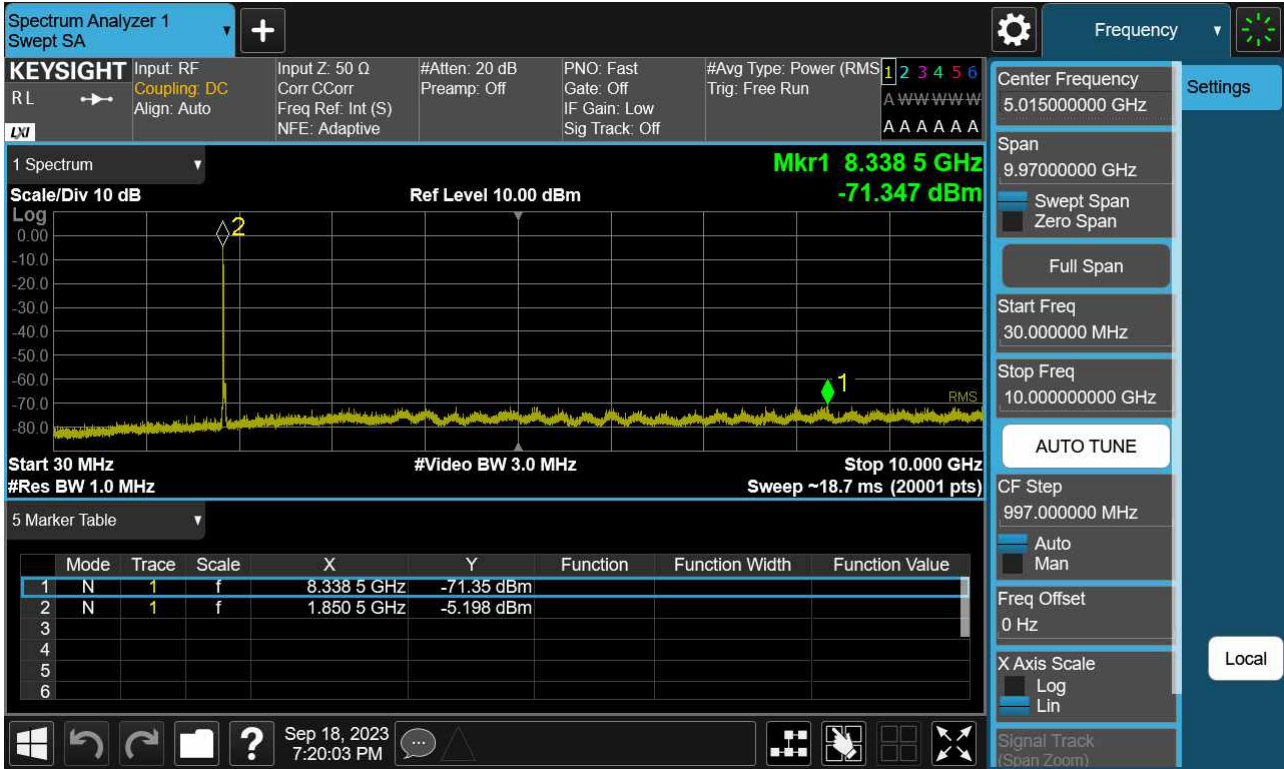 Spectrum Analyzer 1
Swept SA
Frequency
KEYSIGHT
RL
LXI
Input: RF
Coupling: DC
Align: Auto
Input Z: 50 Ω
Corr CCorr
Freq Ref: Int (S)
NFE: Adaptive
#Atten: 20 dB
Preamp: Off
PNO: Fast
Gate: Off
IF Gain: Low
Sig Track: Off
#Avg Type: Power (RMS
Trig: Free Run
1 2 3 4 5 6
A W W W W W
A A A A A A
1 Spectrum
Mkr1 8.338 5 GHz
-71.347 dBm
Scale/Div 10 dB
Ref Level 10.00 dBm
Log
0.00
-10.0
-20.0
-30.0
-40.0
-50.0
-60.0
-70.0
-80.0
2
1
RMS
Start 30 MHz
#Video BW 3.0 MHz
Stop 10.000 GHz
#Res BW 1.0 MHz
Sweep ~18.7 ms (20001 pts)
5 Marker Table
Mode Trace Scale X Y Function Function Width Function Value
1 N 1 f 8.338 5 GHz -71.35 dBm
2 N 1 f 1.850 5 GHz -5.198 dBm
3
4
5
6
Sep 18, 2023
7:20:03 PM
?
Center Frequency
5.015000000 GHz
Span
9.97000000 GHz
Swept Span
Zero Span
Full Span
Start Freq
30.000000 MHz
Stop Freq
10.000000000 GHz
AUTO TUNE
CF Step
997.000000 MHz
Auto
Man
Freq Offset
0 Hz
X Axis Scale
Log
Lin
Signal Track
(Span Zoom)
Settings
Local